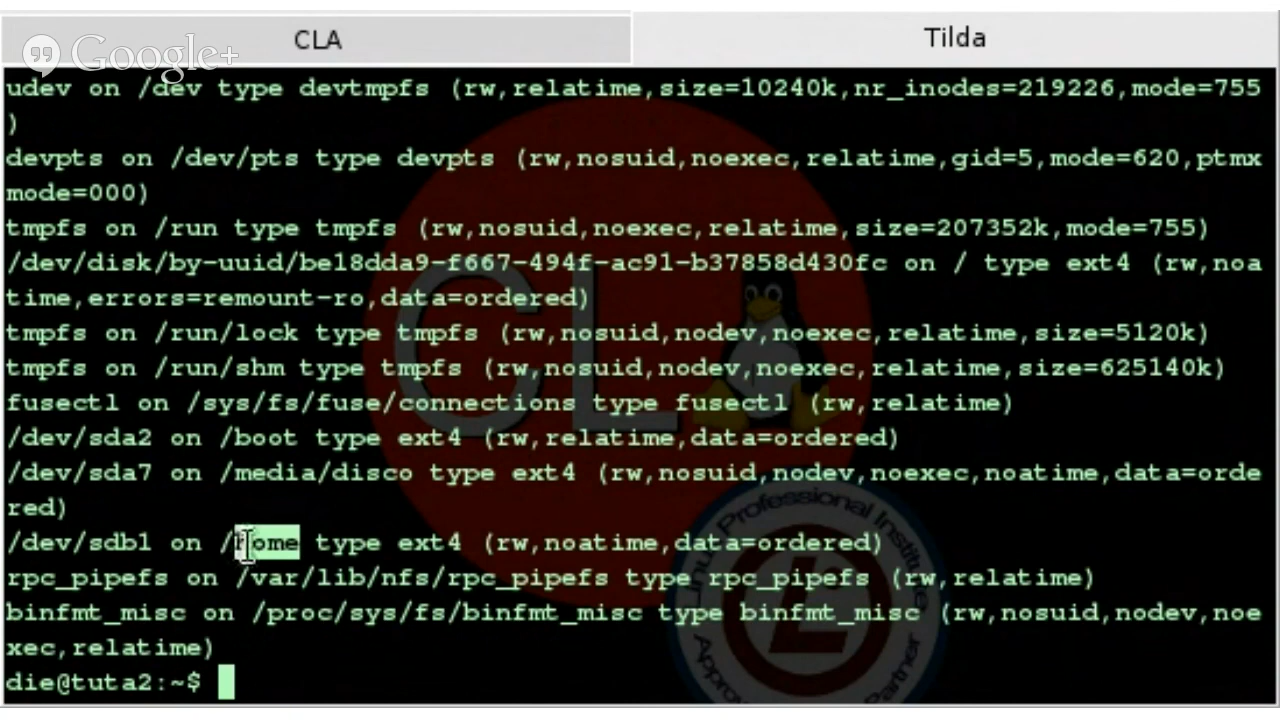 CLA
Tilda
Google+
udev on /dev type devtmpfs (rw,relatime,size=10240k,nr_inodes=219226,mode=755
)
devpts on /dev/pts type devpts (rw,nosuid,noexec,relatime,gid=5,mode=620,ptmx
mode=000)
tmpfs on /run type tmpfs (rw,nosuid,noexec,relatime,size=207352k,mode=755)
/dev/disk/by-uuid/be18dda9-f667-494f-ac91-b37858d430fc on / type ext4 (rw,noa
time,errors=remount-ro,data=ordered)
tmpfs on /run/lock type tmpfs (rw,nosuid,nodev,noexec,relatime,size=5120k)
tmpfs on /run/shm type tmpfs (rw,nosuid,nodev,noexec,relatime,size=625140k)
fusectl on /sys/fs/fuse/connections type fusectl (rw,relatime)
/dev/sda2 on /boot type ext4 (rw,relatime,data=ordered)
/dev/sda7 on /media/disco type ext4 (rw,nosuid,nodev,noexec,noatime,data=orde
red)
/dev/sdb1 on /home type ext4 (rw,noatime,data=ordered)
rpc_pipefs on /var/lib/nfs/rpc_pipefs type rpc_pipefs (rw,relatime)
binfmt_misc on /proc/sys/fs/binfmt_misc type binfmt_misc (rw,nosuid,nodev,noe
xec,relatime)
die@tuta2:~$
CL
Linux Professional Institute
Partner